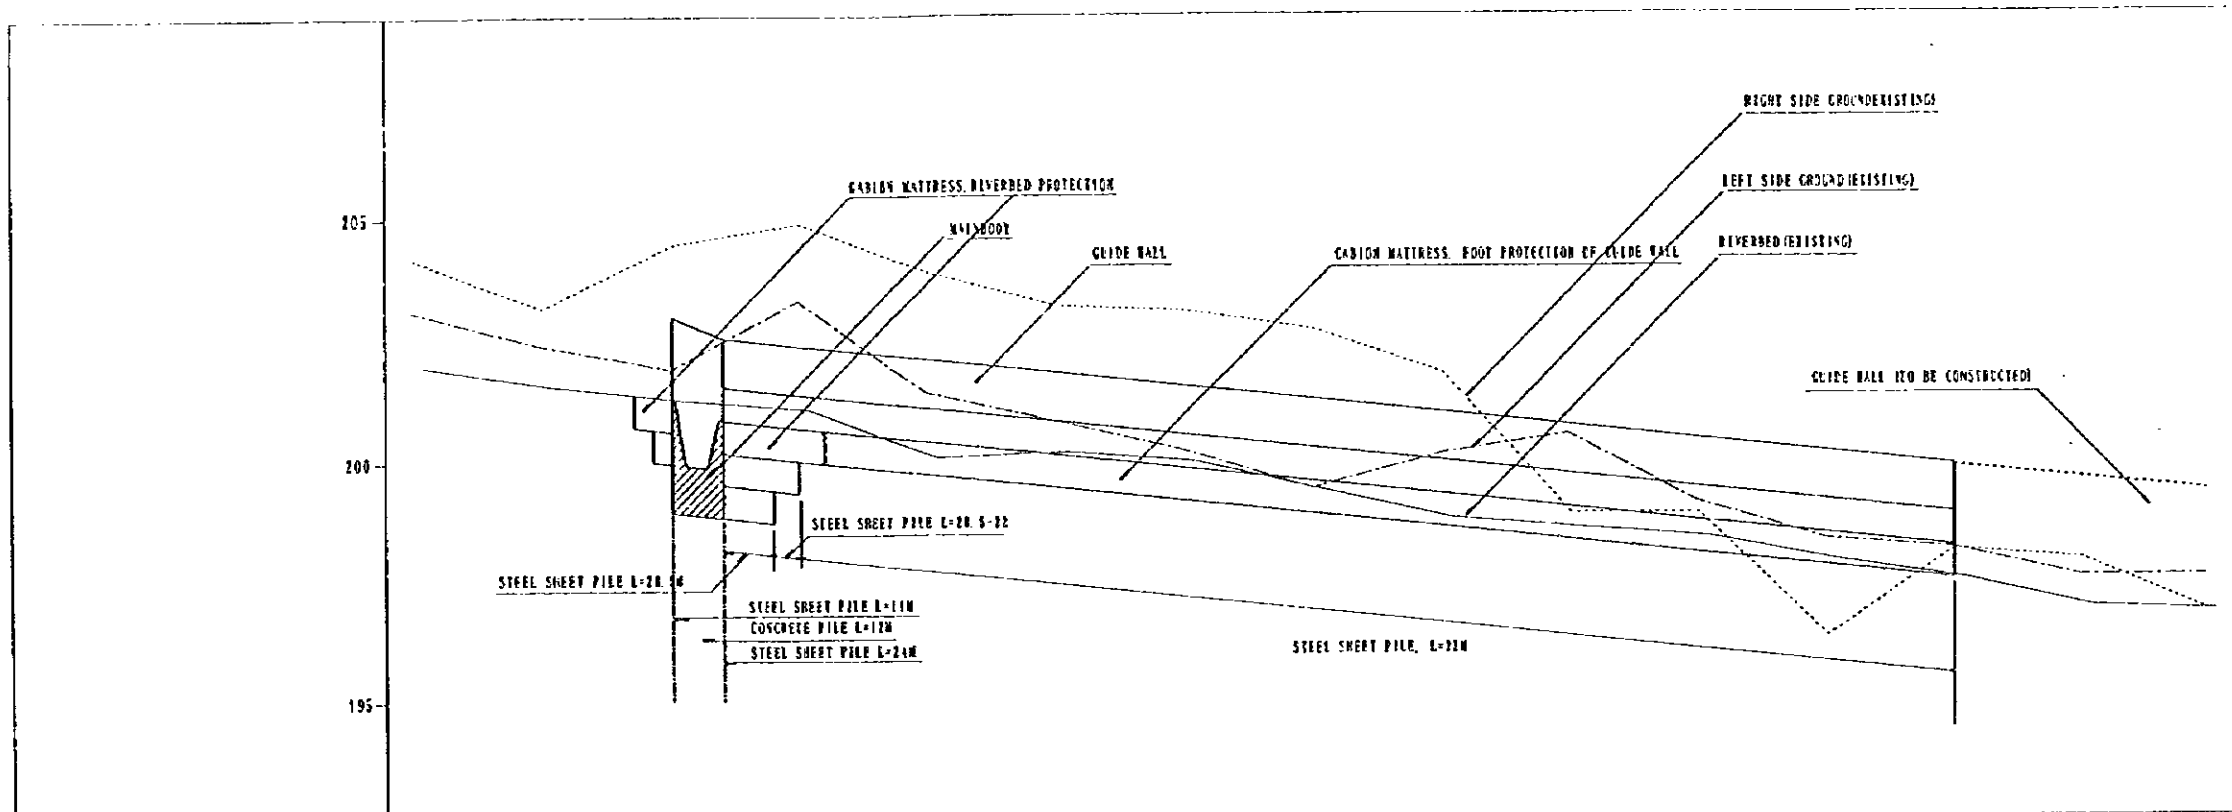 RIGHT SIDE GROUND(EXISTING)
GABION MATTRESS, RIVERBED PROTECTION
LEFT SIDE GROUND(EXISTING)
205
MAINBODY
GUIDE WALL
GABION MATTRESS, FOOT PROTECTION OF GUIDE WALL
RIVERBED(EXISTING)
GUIDE WALL (TO BE CONSTRUCTED)
200
STEEL SHEET PILE
STEEL SHEET PILE
STEEL SHEET PILE
CONCRETE PILE L=12M
STEEL SHEET PILE
STEEL SHEET PILE,
195